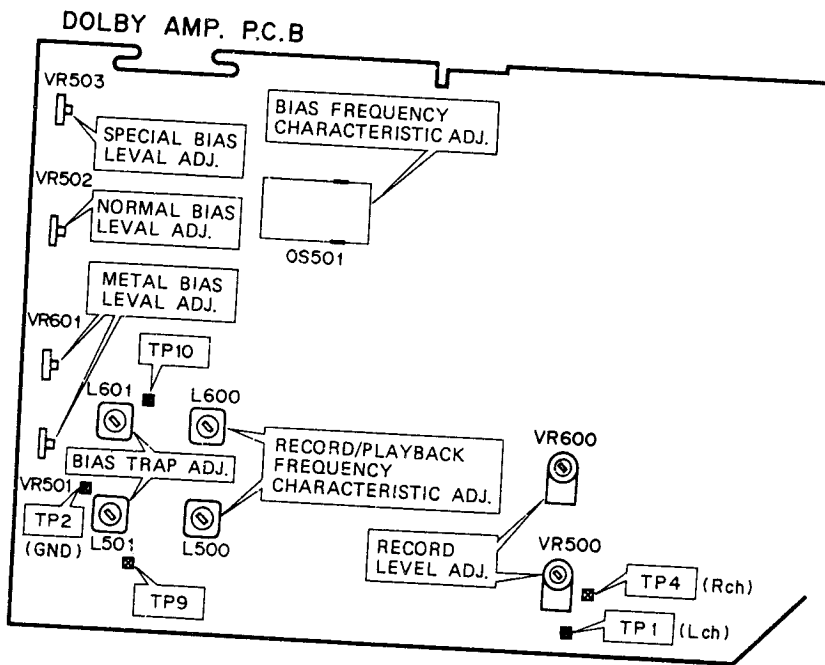 DOLBY AMP. P.C.B
VR503
SPECIAL BIAS
LEVAL ADJ.
BIAS FREQUENCY
CHARACTERISTIC ADJ.
VR502
NORMAL BIAS
LEVAL ADJ.
OS501
METAL BIAS
LEVAL ADJ.
VR601
TP10
L601
L600
BIAS TRAP ADJ.
RECORD/PLAYBACK
FREQUENCY
CHARACTERISTIC ADJ.
VR600
VR501
TP2
(GND)
L501
L500
TP9
RECORD
LEVEL ADJ.
VR500
TP4 (Rch)
TP1 (Lch)